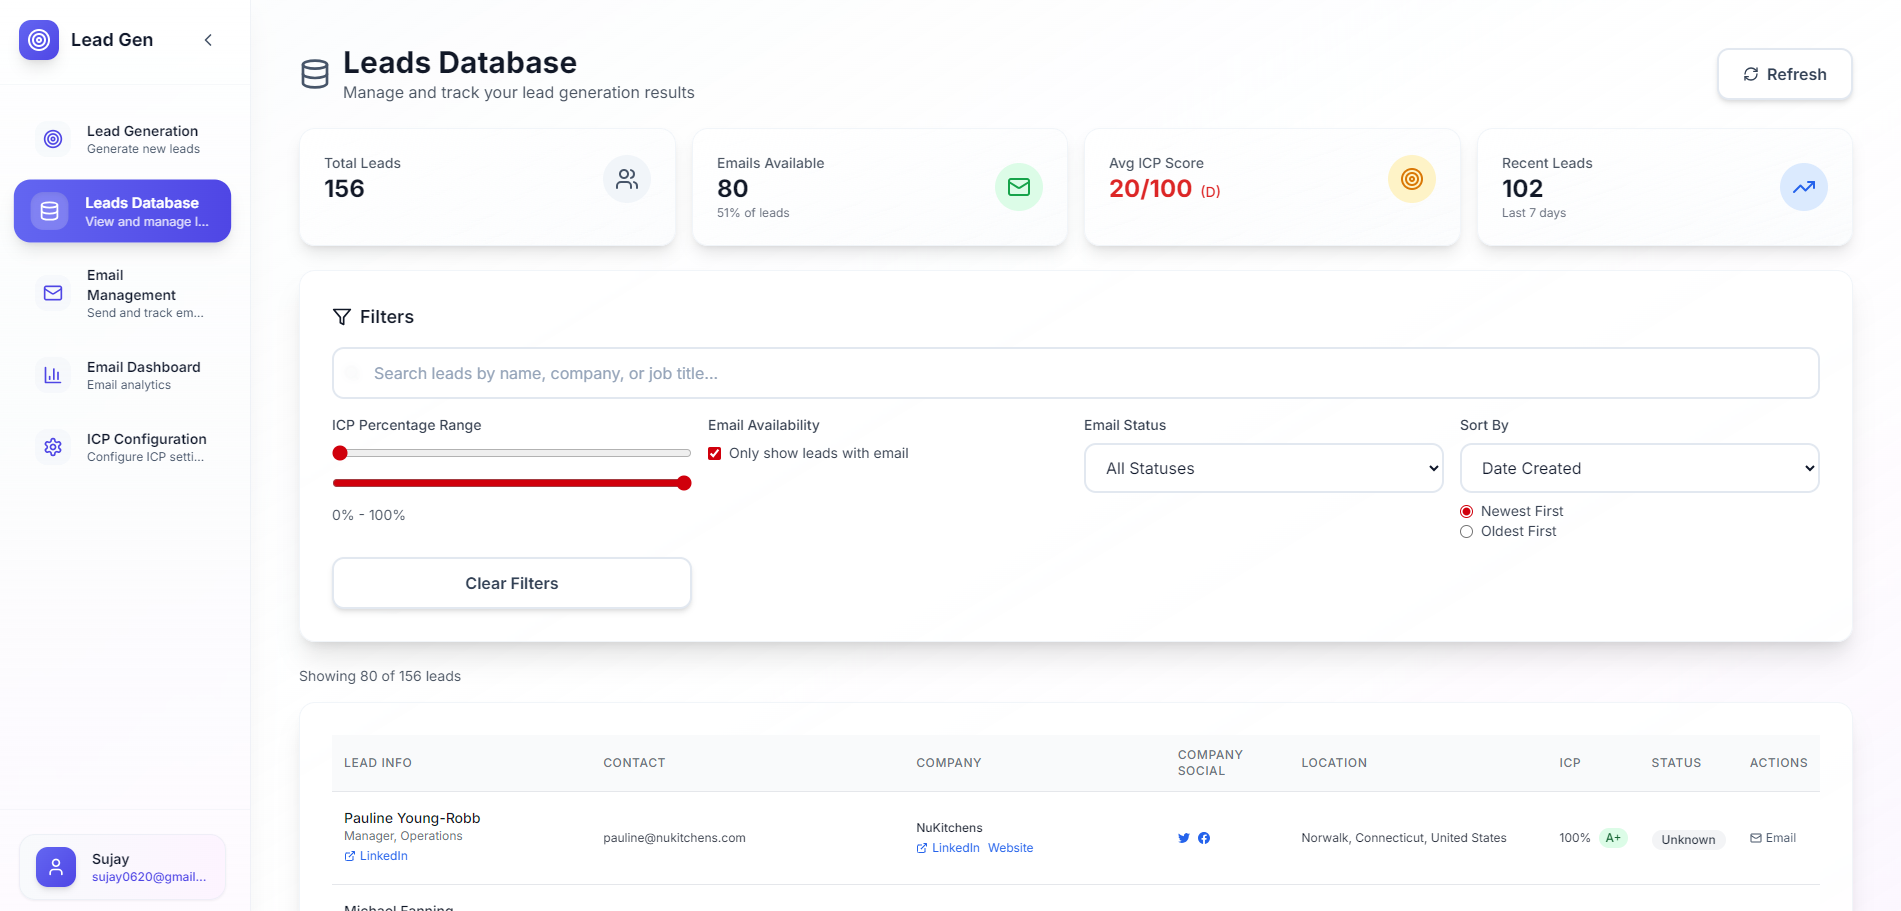 Lead Gen
Lead Generation
Generate new leads
Leads Database
View and manage l...
Email
Management
Send and track em...
Email Dashboard
Email analytics
ICP Configuration
Configure ICP setti...
Sujay
sujay0620@gmail...
Leads Database
Manage and track your lead generation results
Refresh
Total Leads
156
Emails Available
80
51% of leads
Avg ICP Score
20/100 (D)
Recent Leads
102
Last 7 days
Filters
Search leads by name, company, or job title...
ICP Percentage Range
0% - 100%
Email Availability
Only show leads with email
Email Status
All Statuses
Sort By
Date Created
Newest First
Oldest First
Clear Filters
Showing 80 of 156 leads
LEAD INFO
CONTACT
COMPANY
COMPANY
SOCIAL
LOCATION
ICP
STATUS
ACTIONS
Pauline Young-Robb
Manager, Operations
LinkedIn
pauline@nukitchens.com
NuKitchens
LinkedIn Website
Norwalk, Connecticut, United States
100% A+
Unknown
Email
Michael Fanning